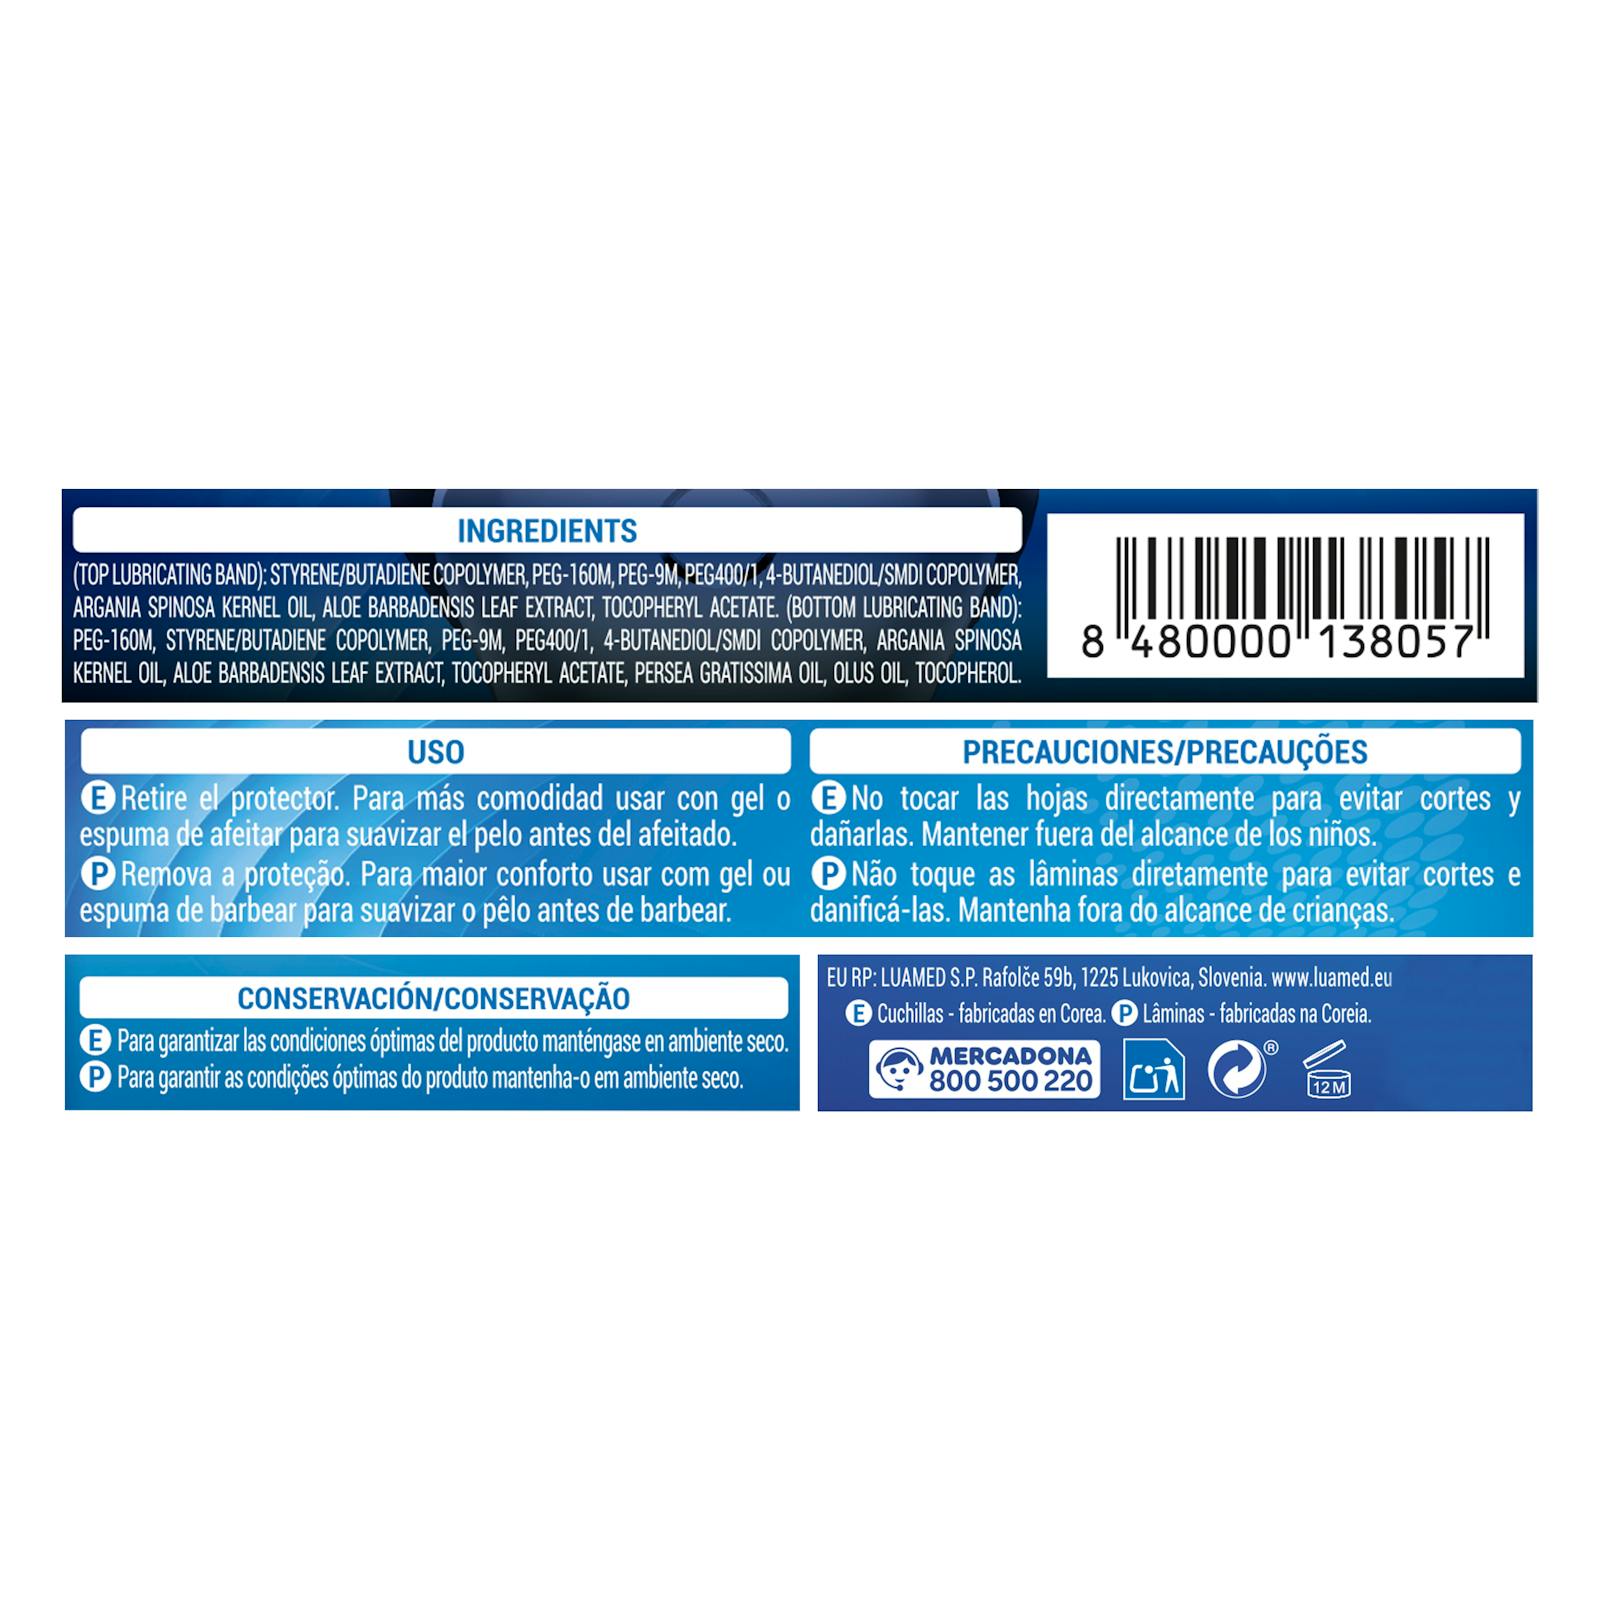 INGREDIENTS
(TOP LUBRICATING BAND): STYRENE/BUTADIENE COPOLYMER, PEG-160M, PEG-9M, PEG400/1, 4-BUTANEDIOL/SMDI COPOLYMER,
ARGANIA SPINOSA KERNEL OIL, ALOE BARBADENSIS LEAF EXTRACT, TOCOPHERYL ACETATE. (BOTTOM LUBRICATING BAND):
PEG-160M, STYRENE/BUTADIENE COPOLYMER, PEG-9M, PEG400/1, 4-BUTANEDIOL/SMDI COPOLYMER, ARGANIA SPINOSA
KERNEL OIL, ALOE BARBADENSIS LEAF EXTRACT, TOCOPHERYL ACETATE, PERSEA GRATISSIMA OIL, OLUS OIL, TOCOPHEROL.
8 480000 138057
USO
E Retire el protector. Para más comodidad usar con gel o
espuma de afeitar para suavizar el pelo antes del afeitado.
P Remova a proteção. Para maior conforto usar com gel ou
espuma de barbear para suavizar o pêlo antes de barbear.
PRECAUCIONES/PRECAUÇÕES
E No tocar las hojas directamente para evitar cortes y
dañarlas. Mantener fuera del alcance de los niños.
P Não toque as lâminas diretamente para evitar cortes e
danificá-las. Mantenha fora do alcance de crianças.
CONSERVACIÓN/CONSERVAÇÃO
E Para garantizar las condiciones óptimas del producto manténgase en ambiente seco.
P Para garantir as condições óptimas do produto mantenha-o em ambiente seco.
EU RP: LUAMED S.P. Rafolče 59b, 1225 Lukovica, Slovenia. www.luamed.eu
E Cuchillas - fabricadas en Corea. P Lâminas - fabricadas na Coreia.
MERCADONA
800 500 220
®
12 M